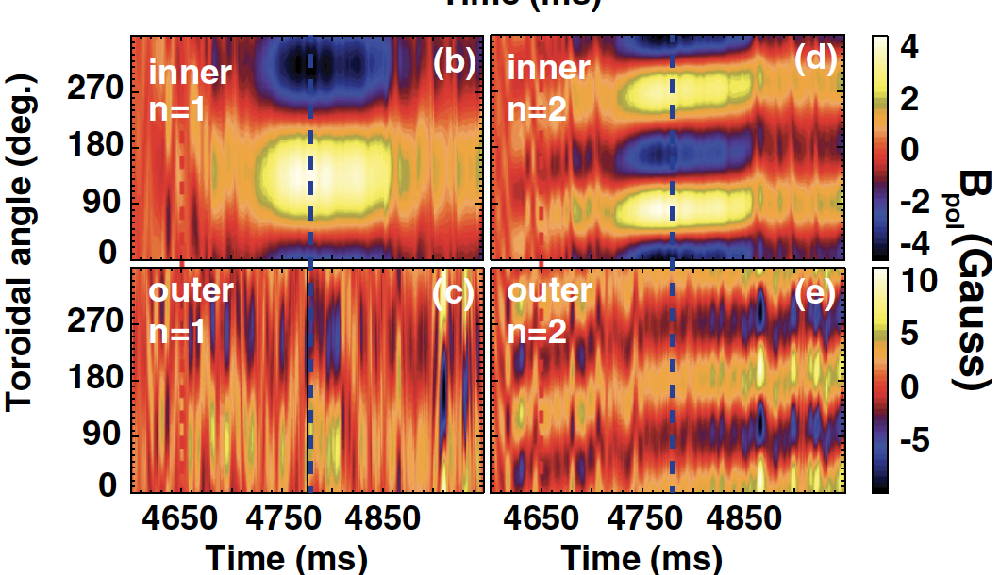 Time (ms)
(b)
inner
n=1
(d)
inner
n=2
270
180
90
0
4
2
0
-2
-4
(c)
outer
n=1
(e)
outer
n=2
270
180
90
0
10
5
0
-5
Toroidal angle (deg.)
B pol (Gauss)
4650 4750 4850
4650 4750 4850
Time (ms)
Time (ms)